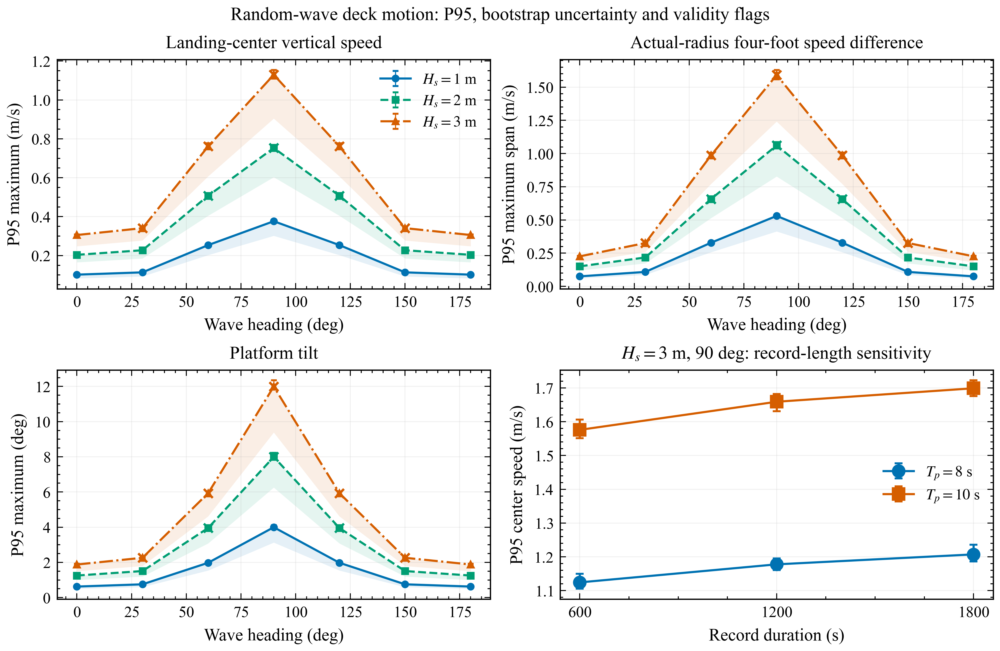 Random-wave deck motion: P95, bootstrap uncertainty and validity flags
Landing-center vertical speed
P95 maximum (m/s)
1.2
1.0
0.8
0.6
0.4
0.2
H_s = 1 m
H_s = 2 m
H_s = 3 m
0 25 50 75 100 125 150 175
Wave heading (deg)
Actual-radius four-foot speed difference
P95 maximum span (m/s)
1.50
1.25
1.00
0.75
0.50
0.25
0.00
0 25 50 75 100 125 150 175
Wave heading (deg)
Platform tilt
P95 maximum (deg)
12
10
8
6
4
2
0
0 25 50 75 100 125 150 175
Wave heading (deg)
H_s = 3 m, 90 deg: record-length sensitivity
P95 center speed (m/s)
1.7
1.6
1.5
1.4
1.3
1.2
1.1
T_p = 8 s
T_p = 10 s
600 1200 1800
Record duration (s)